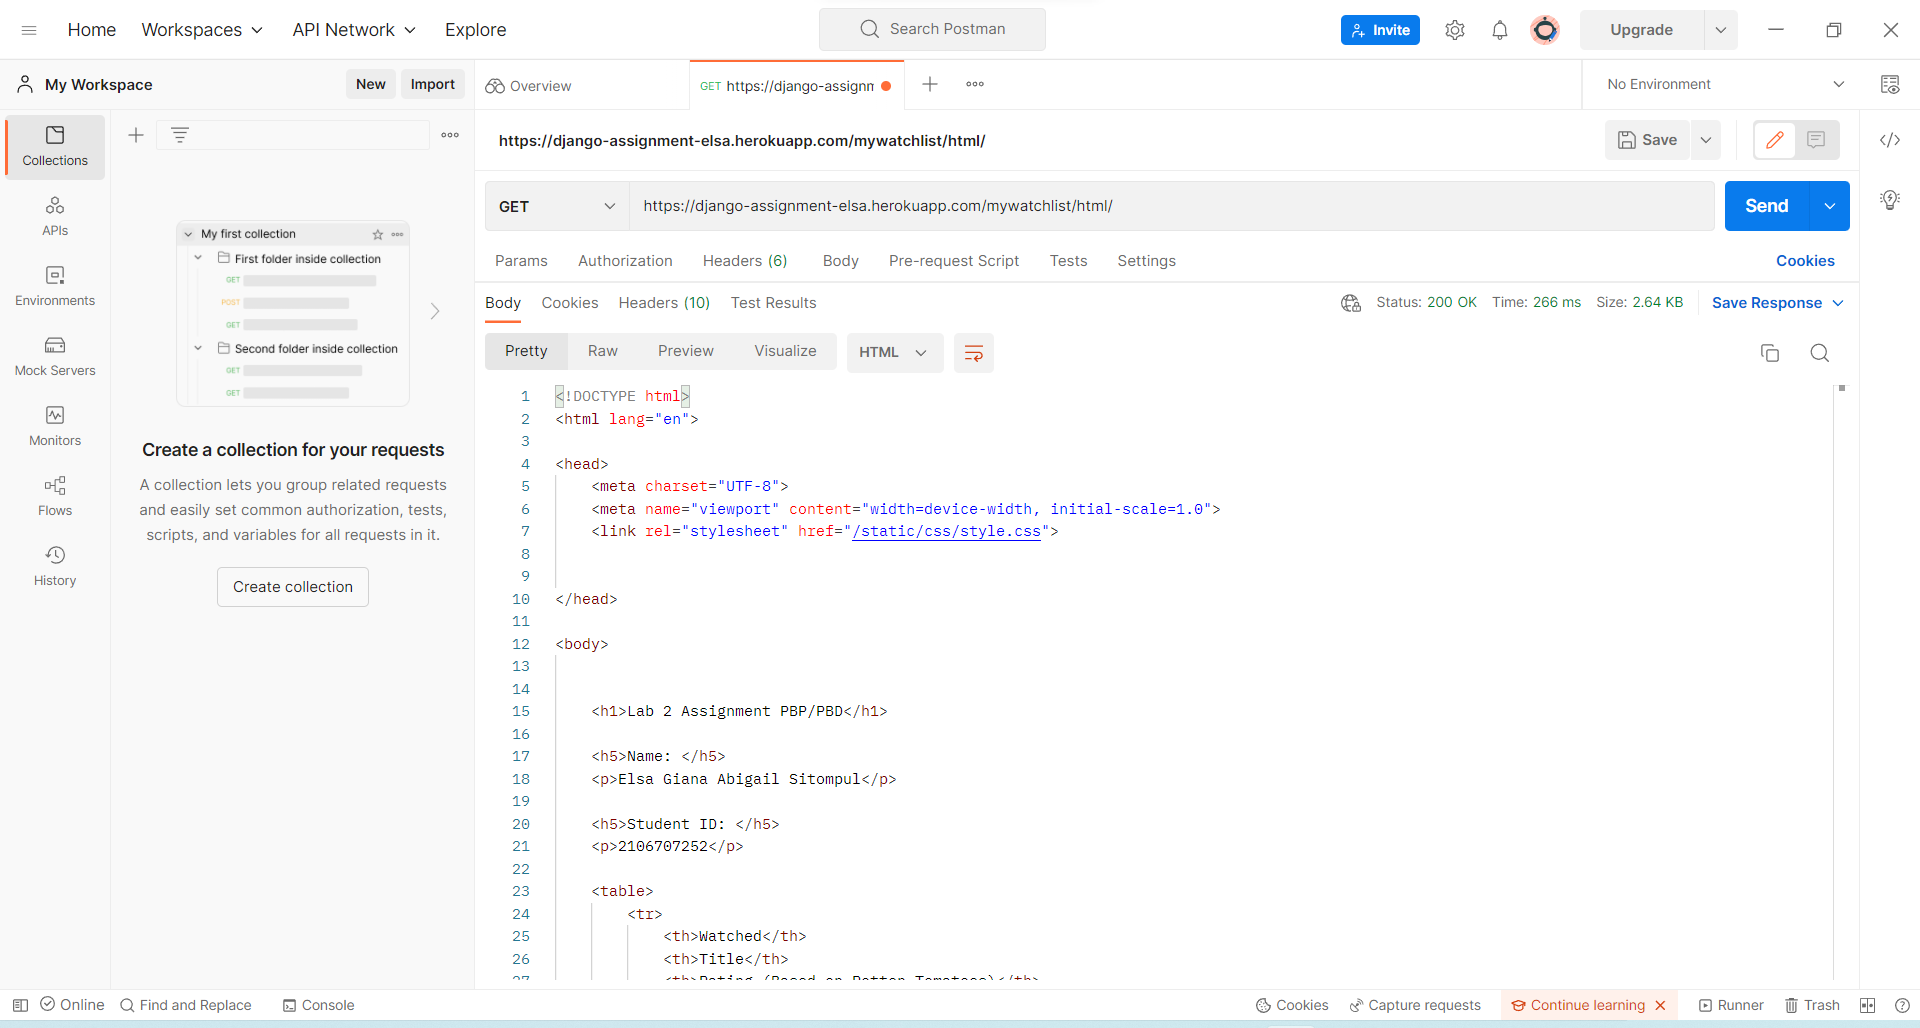 Home Workspaces API Network Explore Search Postman Invite Upgrade
My Workspace New Import Overview GET https://django-assignm No Environment
Collections
APIs
Environments
Mock Servers
Monitors
Flows
History
My first collection
First folder inside collection
GET
POST
GET
Second folder inside collection
GET
GET
Create a collection for your requests
A collection lets you group related requests
and easily set common authorization, tests,
scripts, and variables for all requests in it.
Create collection
https://django-assignment-elsa.herokuapp.com/mywatchlist/html/ Save
GET https://django-assignment-elsa.herokuapp.com/mywatchlist/html/ Send
Params Authorization Headers (6) Body Pre-request Script Tests Settings Cookies
Body Cookies Headers (10) Test Results Status: 200 OK Time: 266 ms Size: 2.64 KB Save Response
Pretty Raw Preview Visualize HTML
1 <!DOCTYPE html>
2 <html lang="en">
3
4 <head>
5 <meta charset="UTF-8">
6 <meta name="viewport" content="width=device-width, initial-scale=1.0">
7 <link rel="stylesheet" href="/static/css/style.css">
8
9
10 </head>
11
12 <body>
13
14
15 <h1>Lab 2 Assignment PBP/PBD</h1>
16
17 <h5>Name: </h5>
18 <p>Elsa Giana Abigail Sitompul</p>
19
20 <h5>Student ID: </h5>
21 <p>2106707252</p>
22
23 <table>
24 <tr>
25 <th>Watched</th>
26 <th>Title</th>
27 <th>Rating (Based on Rotten Tomatoes)</th>
Online Find and Replace Console Cookies Capture requests Continue learning Runner Trash